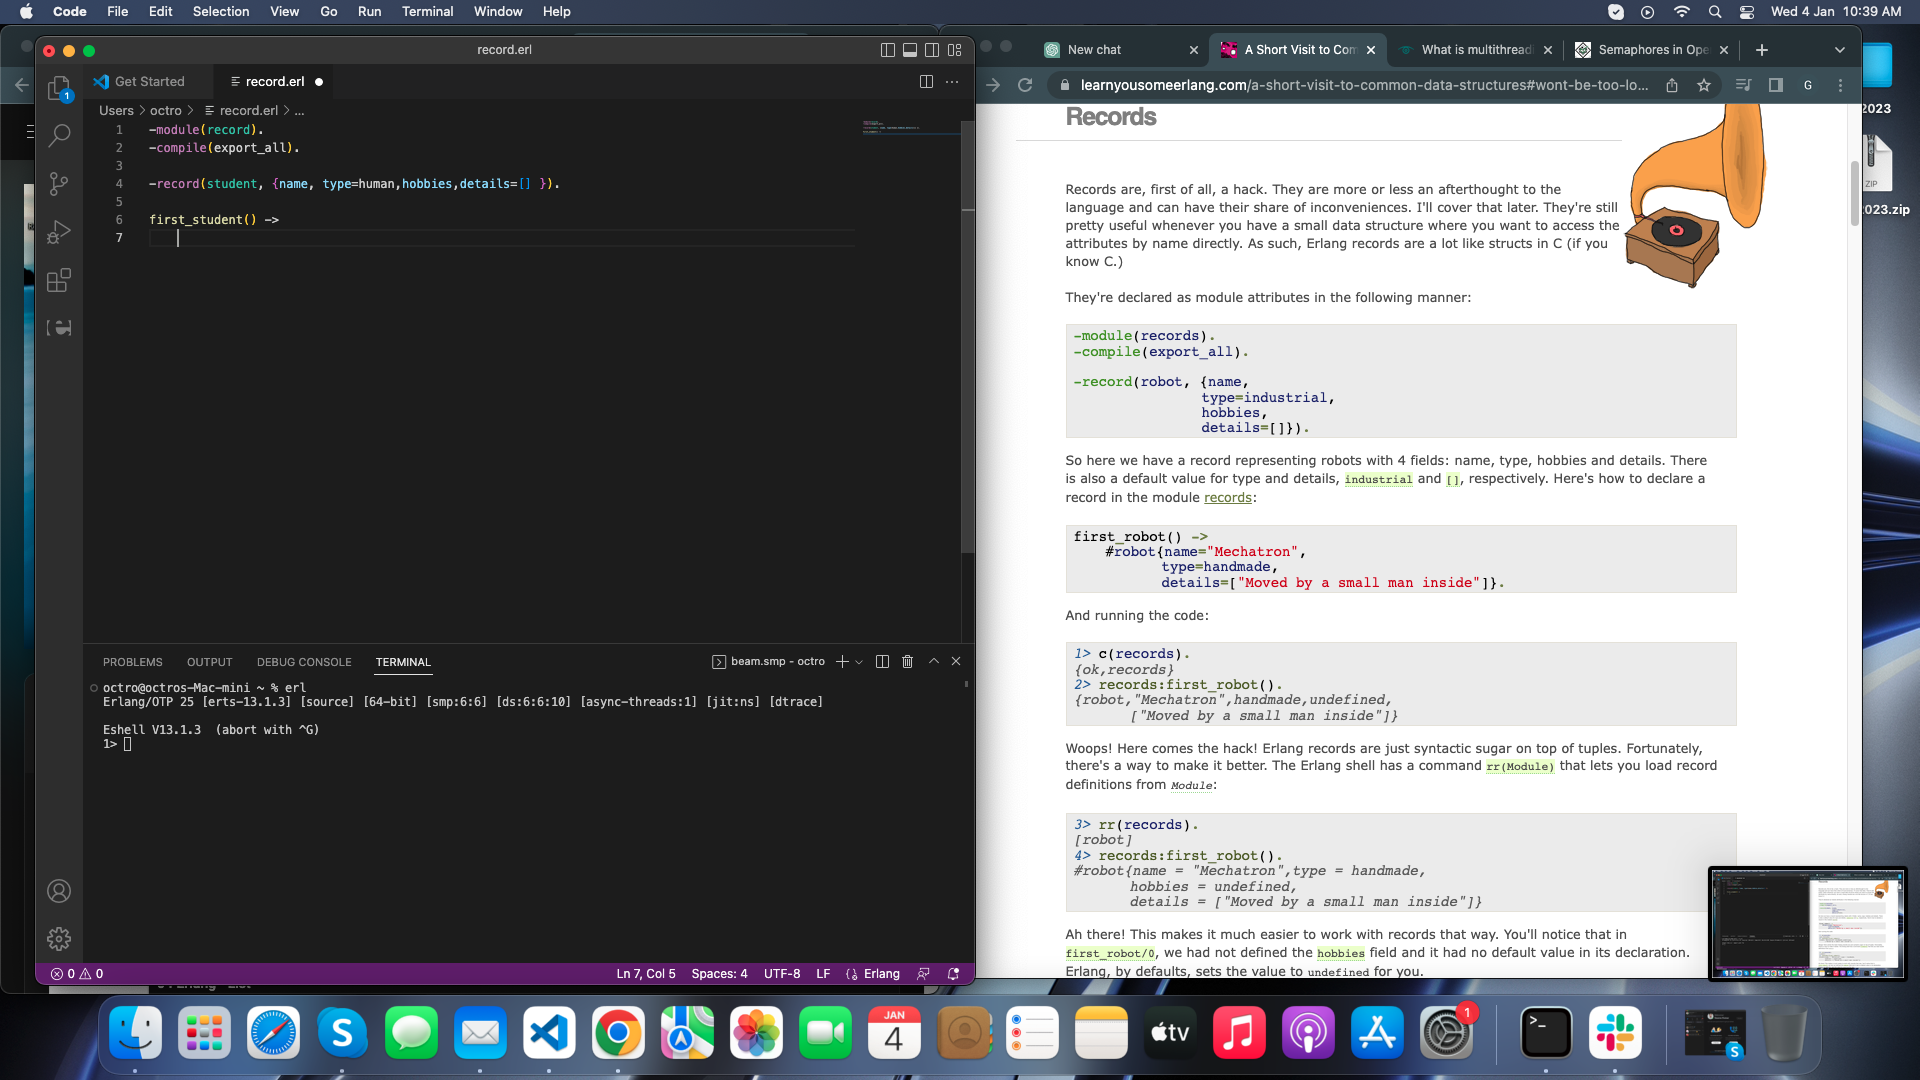 Code File Edit Selection View Go Run Terminal Window Help
Wed 4 Jan 10:39 AM
record.erl
Get Started
record.erl
Users > octro > record.erl > ...
1 -module(record).
2 -compile(export_all).
3
4 -record(student, {name, type=human,hobbies,details=[] }).
5
6 first_student() ->
7
1
PROBLEMS OUTPUT DEBUG CONSOLE TERMINAL
beam.smp - octro
octro@octros-Mac-mini ~ % erl
Erlang/OTP 25 [erts-13.1.3] [source] [64-bit] [smp:6:6] [ds:6:6:10] [async-threads:1] [jit:ns] [dtrace]
Eshell V13.1.3  (abort with ^G)
1>
0 0
Ln 7, Col 5 Spaces: 4 UTF-8 LF Erlang
New chat
A Short Visit to Com
What is multithreadi
Semaphores in Ope
learnyousomeerlang.com/a-short-visit-to-common-data-structures#wont-be-too-lo...
G
Records
Records are, first of all, a hack. They are more or less an afterthought to the
language and can have their share of inconveniences. I'll cover that later. They're still
pretty useful whenever you have a small data structure where you want to access the
attributes by name directly. As such, Erlang records are a lot like structs in C (if you
know C.)
They're declared as module attributes in the following manner:
-module(records).
-compile(export_all).
-record(robot, {name,
type=industrial,
hobbies,
details=[]}).
So here we have a record representing robots with 4 fields: name, type, hobbies and details. There
is also a default value for type and details, industrial and [], respectively. Here's how to declare a
record in the module records:
first_robot() ->
#robot{name="Mechatron",
type=handmade,
details=["Moved by a small man inside"]}.
And running the code:
1> c(records).
{ok,records}
2> records:first_robot().
{robot,"Mechatron",handmade,undefined,
["Moved by a small man inside"]}
Woops! Here comes the hack! Erlang records are just syntactic sugar on top of tuples. Fortunately,
there's a way to make it better. The Erlang shell has a command rr(Module) that lets you load record
definitions from Module:
3> rr(records).
[robot]
4> records:first_robot().
#robot{name = "Mechatron",type = handmade,
hobbies = undefined,
details = ["Moved by a small man inside"]}
Ah there! This makes it much easier to work with records that way. You'll notice that in
first_robot/0, we had not defined the hobbies field and it had no default value in its declaration.
Erlang, by defaults, sets the value to undefined for you.
2023
ZIP
2023.zip
JAN
4
tv
1